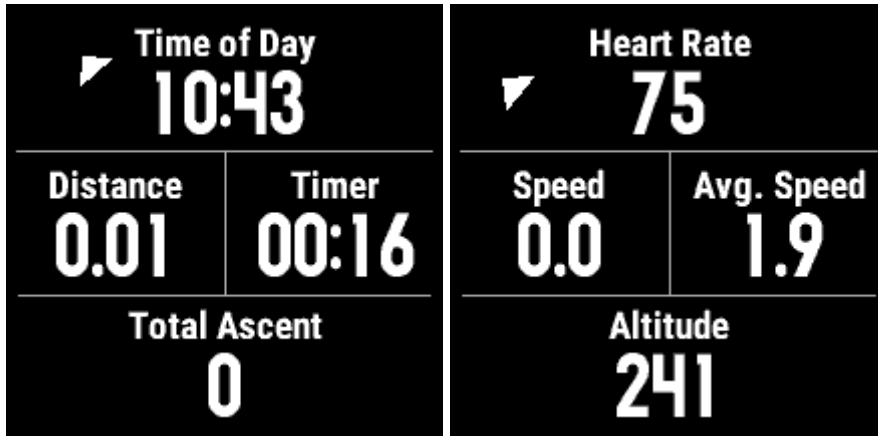 Time of Day
10:43
Distance
0.01
Timer
00:16
Total Ascent
0
Heart Rate
75
Speed
0.0
Avg. Speed
1.9
Altitude
241